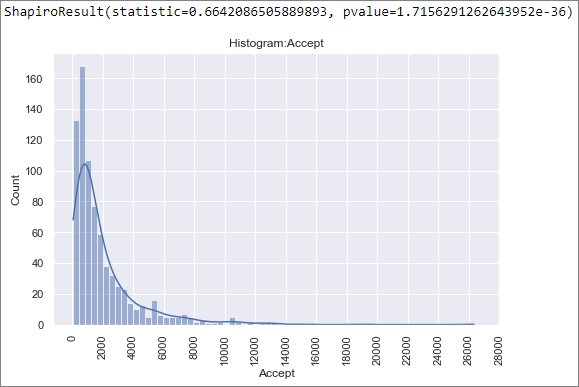 ShapiroResult(statistic=0.6642086505889893, pvalue=1.7156291262643952e-36)
Histogram:Accept
160
140
120
100
80
60
40
20
0
Count
0 2000 4000 6000 8000 10000 12000 14000 16000 18000 20000 22000 24000 26000 28000
Accept